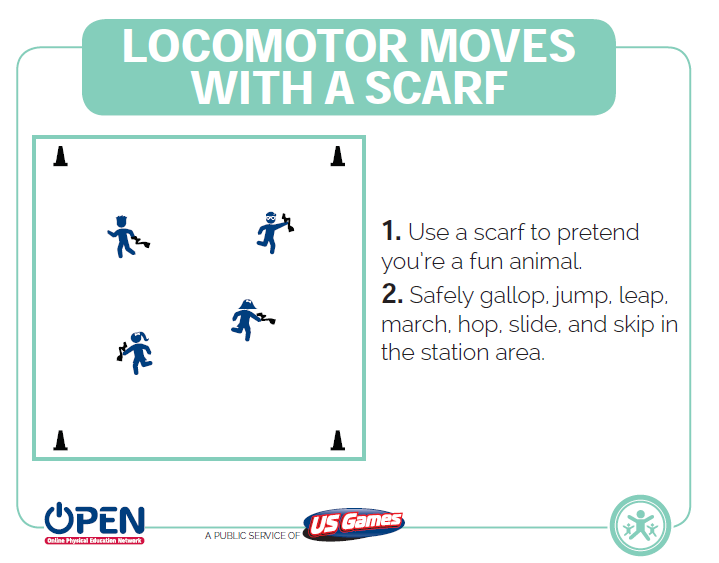 LOCOMOTOR MOVES
WITH A SCARF
1. Use a scarf to pretend
you're a fun animal.
2. Safely gallop, jump, leap,
march, hop, slide, and skip in
the station area.
OPEN
Online Physical Education Network
A PUBLIC SERVICE OF
US Games